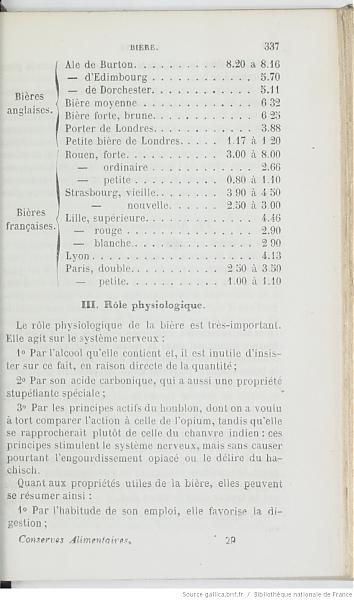 BIÈRE. 337
Bières anglaises.
Ale de Burton. . . . . . . . . 8.20 à 8.16
— d'Edimbourg . . . . . . . . 5.70
— de Dorchester. . . . . . . . 5.11
Bière moyenne . . . . . . . . . 6 32
Bière forte, brune. . . . . . . . 6 25
Porter de Londres. . . . . . . . 3.88
Petite bière de Londres. . . . . 1.17 à 1 20
Bières françaises.
Rouen, forte. . . . . . . . . . 3.00 à 8.00
— ordinaire . . . . . . . . . 2.66
— petite . . . . . . . . 0.80 à 1.10
Strasbourg, vieille. . . . . . . 3 90 à 4 50
— nouvelle. . . . . . 2.50 à 3 00
Lille, supérieure. . . . . . . . . 4.46
— rouge . . . . . . . . . . . 2.90
— blanche. . . . . . . . . . 2 90
Lyon . . . . . . . . . . . . . 4.13
Paris, double. . . . . . . . . 2 50 à 3.50
— petite. . . . . . . . . 1.00 à 1.10
III. Rôle physiologique.
Le rôle physiologique de la bière est très-important.
Elle agit sur le système nerveux :
1o Par l'alcool qu'elle contient et, il est inutile d'insis-
ter sur ce fait, en raison directe de la quantité ;
2o Par son acide carbonique, qui a aussi une propriété
stupéfiante spéciale ;
3o Par les principes actifs du houblon, dont on a voulu
à tort comparer l'action à celle de l'opium, tandis qu'elle
se rapprocherait plutôt de celle du chanvre indien : ces
principes stimulent le système nerveux, mais sans causer
pourtant l'engourdissement opiacé ou le délire du ha-
chisch.
Quant aux propriétés utiles de la bière, elles peuvent
se résumer ainsi :
1o Par l'habitude de son emploi, elle favorise la di-
gestion ;
Conserves Alimentaires. 29
Source gallica.bnf.fr / Bibliothèque nationale de France